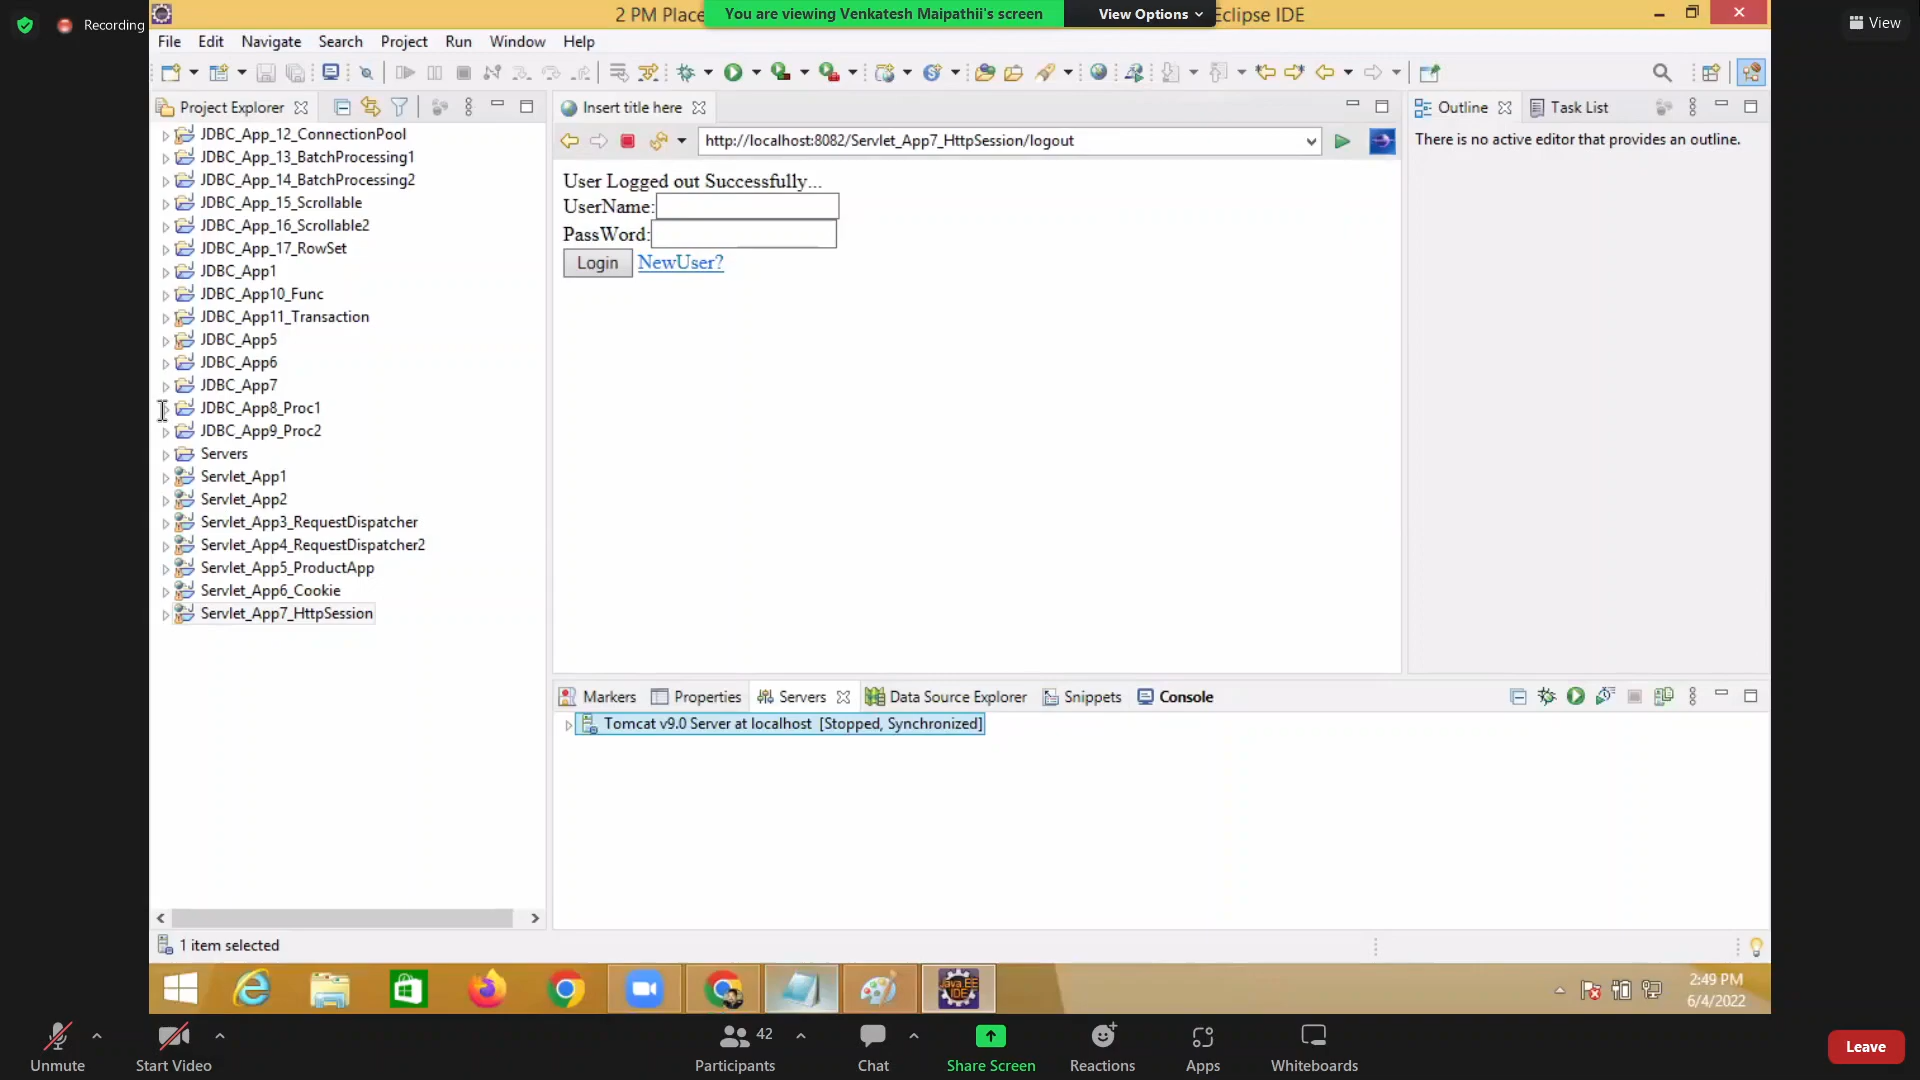 Recording
You are viewing Venkatesh Maipathii's screen
View Options
View
2 PM Place
Eclipse IDE
File Edit Navigate Search Project Run Window Help
Project Explorer
JDBC_App_12_ConnectionPool
JDBC_App_13_BatchProcessing1
JDBC_App_14_BatchProcessing2
JDBC_App_15_Scrollable
JDBC_App_16_Scrollable2
JDBC_App_17_RowSet
JDBC_App1
JDBC_App10_Func
JDBC_App11_Transaction
JDBC_App5
JDBC_App6
JDBC_App7
JDBC_App8_Proc1
JDBC_App9_Proc2
Servers
Servlet_App1
Servlet_App2
Servlet_App3_RequestDispatcher
Servlet_App4_RequestDispatcher2
Servlet_App5_ProductApp
Servlet_App6_Cookie
Servlet_App7_HttpSession
Insert title here
http://localhost:8082/Servlet_App7_HttpSession/logout
User Logged out Successfully...
UserName:
PassWord:
Login NewUser?
Outline Task List
There is no active editor that provides an outline.
Markers Properties Servers Data Source Explorer Snippets Console
Tomcat v9.0 Server at localhost [Stopped, Synchronized]
1 item selected
Java EE
IDE
2:49 PM
6/4/2022
Unmute
Start Video
42
Participants
Chat
Share Screen
Reactions
Apps
Whiteboards
Leave